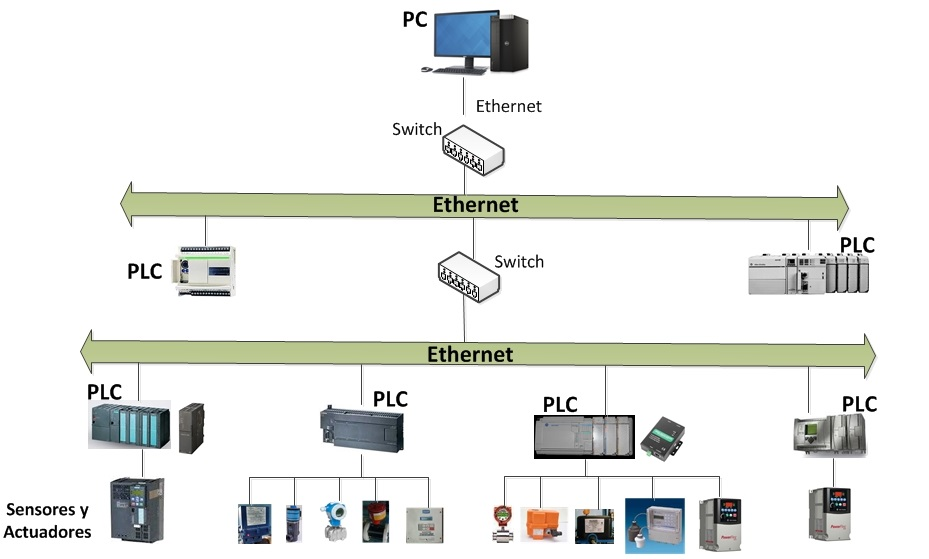 PC
Ethernet
Switch
Ethernet
PLC
PLC
Switch
Ethernet
PLC
PLC
PLC
PLC
Sensores y
Actuadores